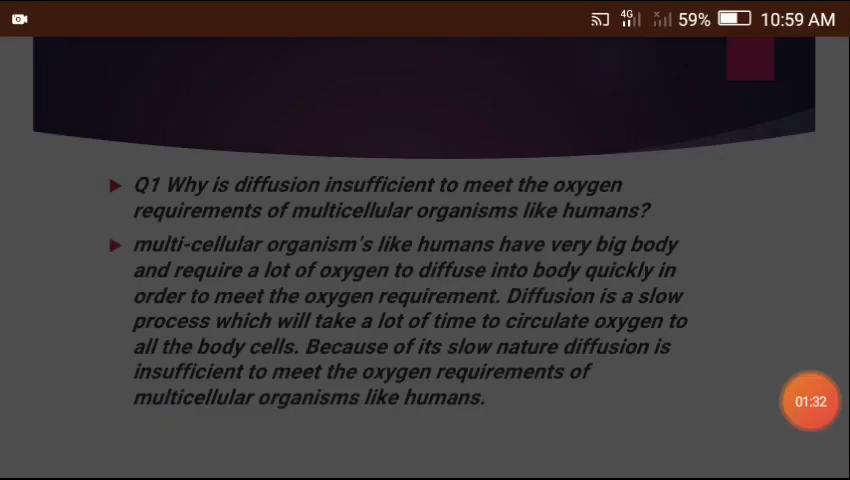 4G 59% 10:59 AM
Q1 Why is diffusion insufficient to meet the oxygen
requirements of multicellular organisms like humans?
multi-cellular organism's like humans have very big body
and require a lot of oxygen to diffuse into body quickly in
order to meet the oxygen requirement. Diffusion is a slow
process which will take a lot of time to circulate oxygen to
all the body cells. Because of its slow nature diffusion is
insufficient to meet the oxygen requirements of
multicellular organisms like humans.
01:32